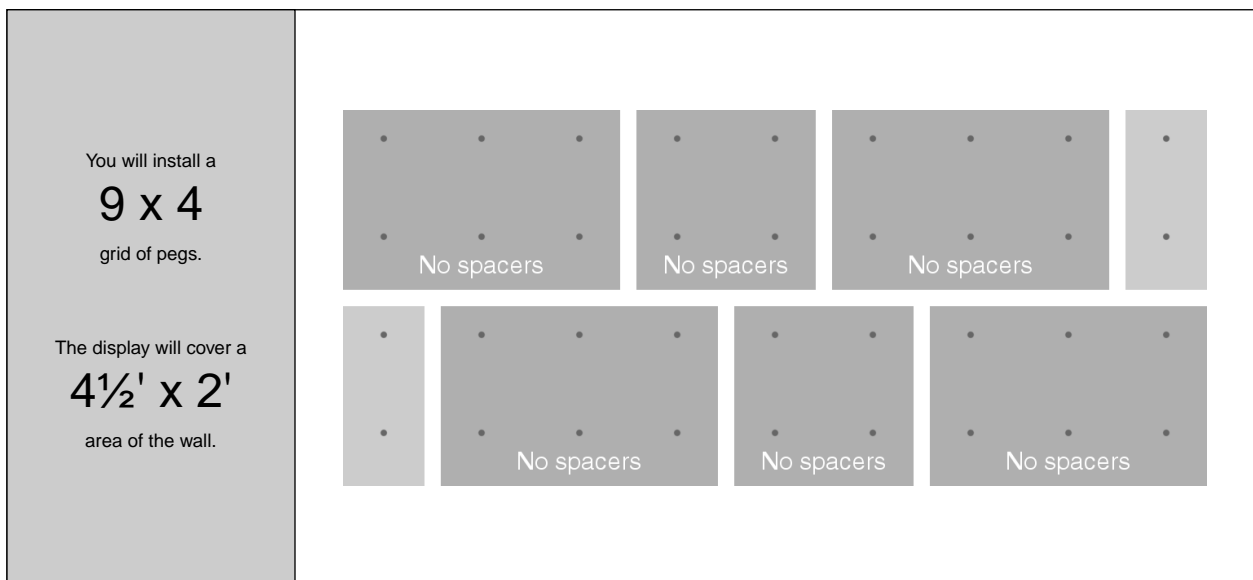 You will install a
9 x 4
grid of pegs.
The display will cover a
4½' x 2'
area of the wall.
No spacers
No spacers
No spacers
No spacers
No spacers
No spacers